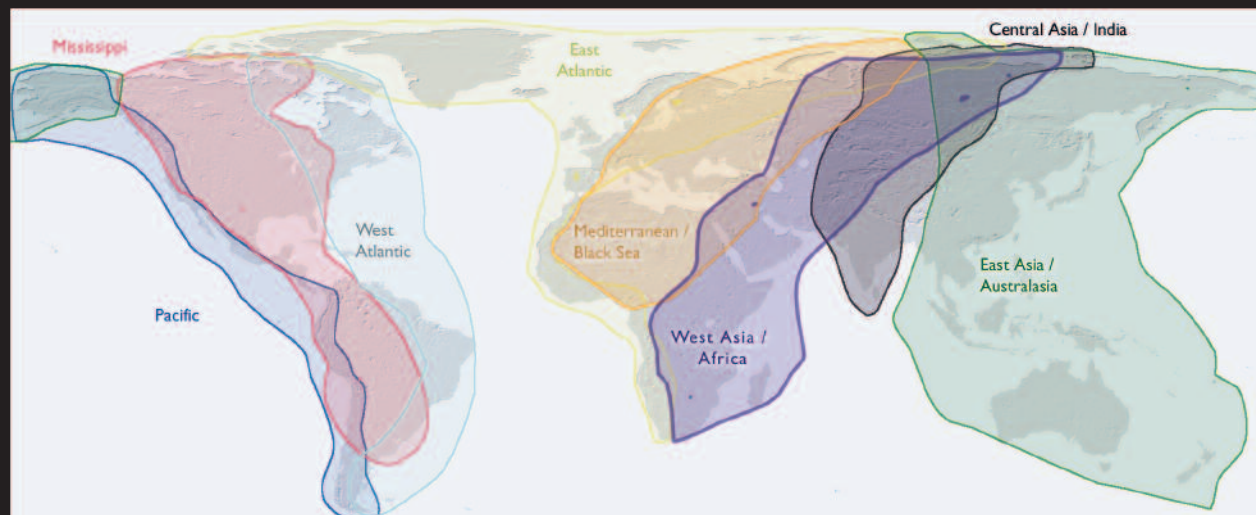 Central Asia / India
Mississippi
East
Atlantic
West
Atlantic
Mediterranean /
Black Sea
East Asia /
Australasia
Pacific
West Asia /
Africa